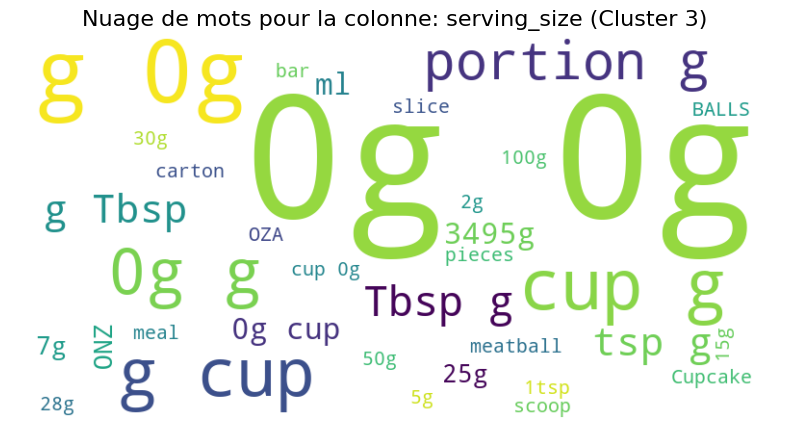 Nuage de mots pour la colonne: serving_size (Cluster 3)
g 0g
bar
ml
portion g
slice
BALLS
0g 0g
30g
carton
100g
g Tbsp
2g
OZA
3495g
pieces
0g g
cup 0g
Tbsp g
cup g
7g
ONZ
meal
0g cup
meatball
tsp g
15g
g cup
50g
25g
Cupcake
28g
5g
1tsp
scoop